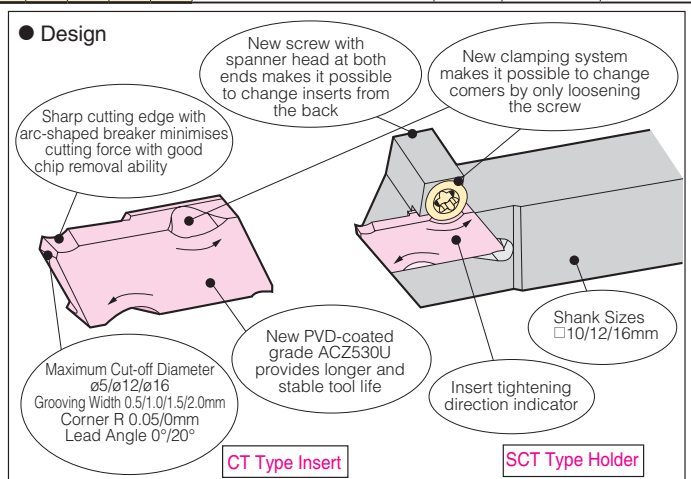 ● Design
New screw with
spanner head at both
ends makes it possible
to change inserts from
the back
New clamping system
makes it possible to change
comers by only loosening
the screw
Sharp cutting edge with
arc-shaped breaker minimises
cutting force with good
chip removal ability
Maximum Cut-off Diameter
ø5/ø12/ø16
Grooving Width 0.5/1.0/1.5/2.0mm
Corner R 0.05/0mm
Lead Angle 0°/20°
New PVD-coated
grade ACZ530U
provides longer and
stable tool life
Insert tightening
direction indicator
Shank Sizes
□10/12/16mm
CT Type Insert
SCT Type Holder